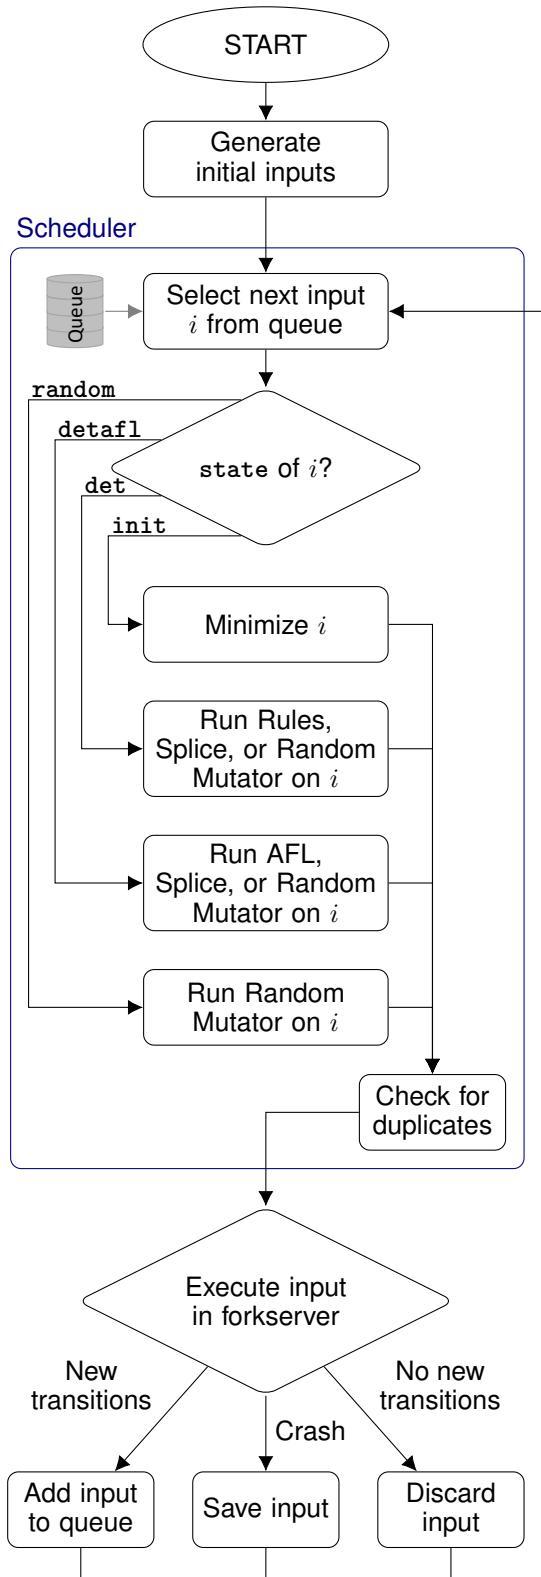 START
Generate
initial inputs
Scheduler
Queue
Select next input
i from queue
random
detafl
det
init
state of i?
Minimize i
Run Rules,
Splice, or Random
Mutator on i
Run AFL,
Splice, or Random
Mutator on i
Run Random
Mutator on i
Check for
duplicates
Execute input
in forkserver
New
transitions
Crash
No new
transitions
Add input
to queue
Save input
Discard
input